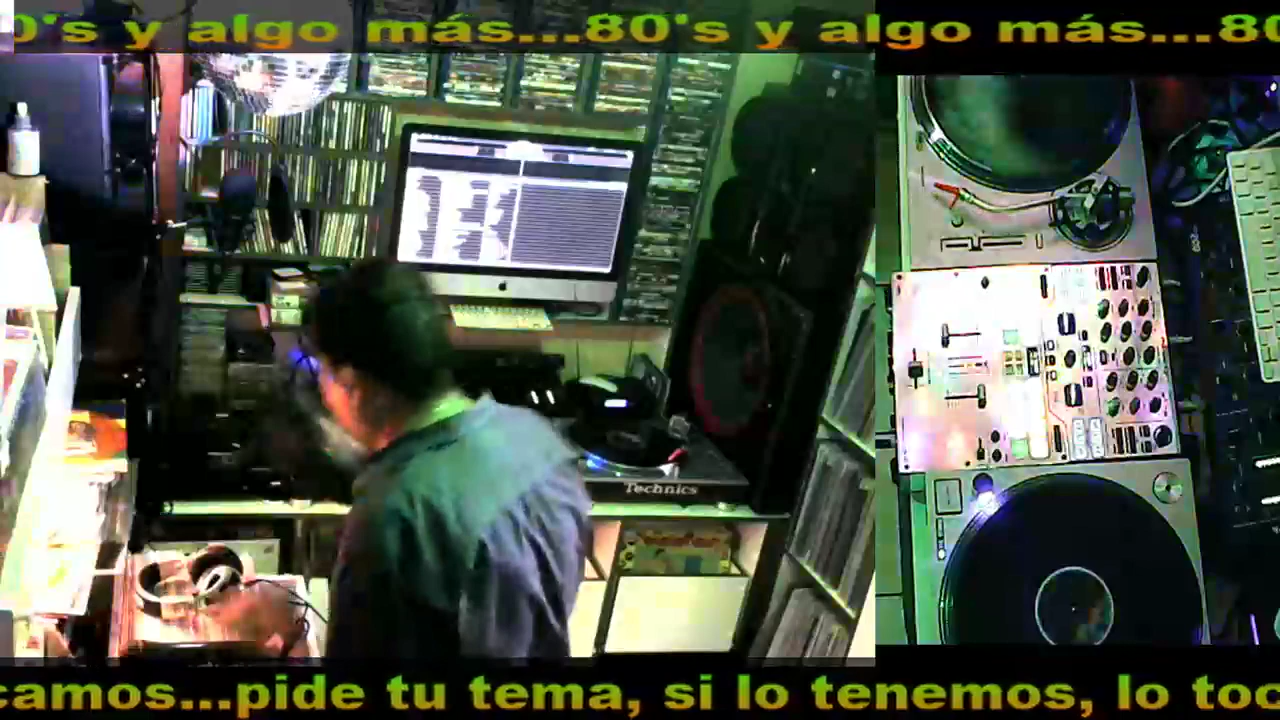 0's y algo más...80's y algo más...80
Technics
camos...pide tu tema, si lo tenemos, lo toc